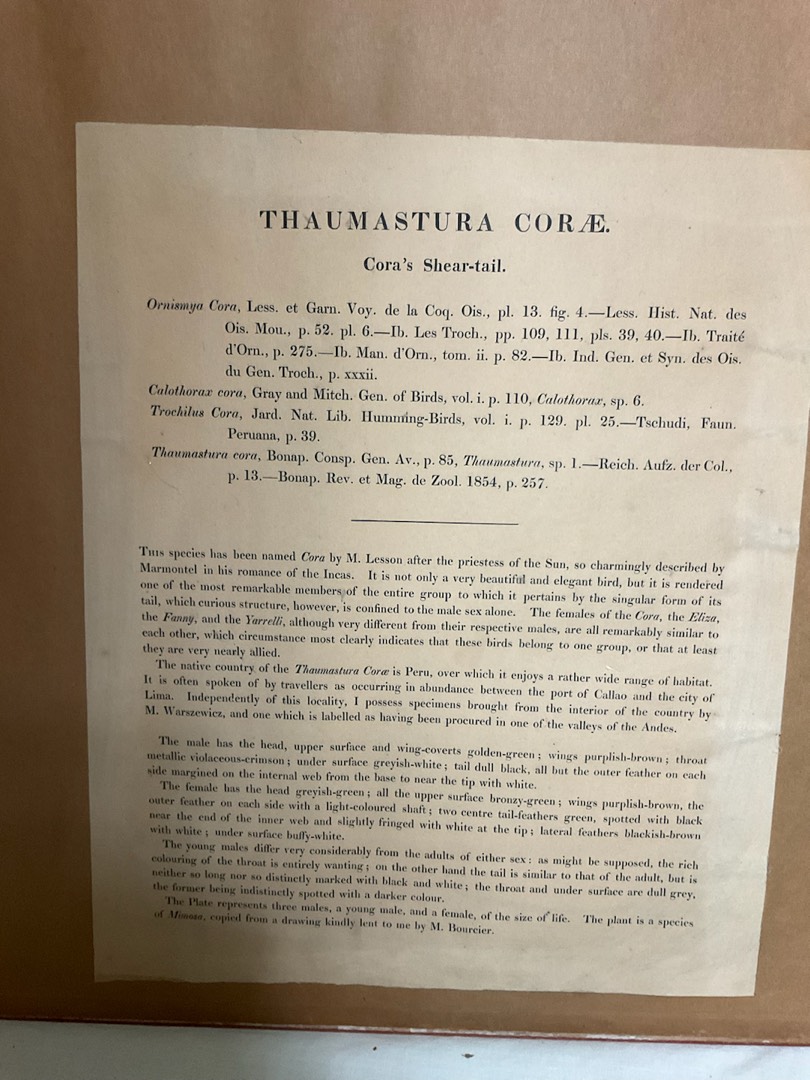 THAUMASTURA CORÆ.
Cora's Shear-tail.
Ornismya Cora, Less. et Garn. Voy. de la Coq. Ois., pl. 13. fig. 4.—Less. Hist. Nat. des
Ois. Mou., p. 52. pl. 6.—Ib. Les Troch., pp. 109, 111, pls. 39, 40.—Ib. Traité
d'Orn., p. 275.—Ib. Man. d'Orn., tom. ii. p. 82.—Ib. Ind. Gen. et Syn. des Ois.
du Gen. Troch., p. xxxii.
Calothorax cora, Gray and Mitch. Gen. of Birds, vol. i. p. 110, Calothorax, sp. 6.
Trochilus Cora, Jard. Nat. Lib. Humming-Birds, vol. i. p. 129. pl. 25.—Tschudi, Faun.
Peruana, p. 39.
Thaumastura cora, Bonap. Consp. Gen. Av., p. 85, Thaumastura, sp. 1.—Reich. Aufz. der Col.,
p. 13.—Bonap. Rev. et Mag. de Zool. 1854, p. 257.
This species has been named Cora by M. Lesson after the priestess of the Sun, so charmingly described by
Marmontel in his romance of the Incas. It is not only a very beautiful and elegant bird, but it is rendered
one of the most remarkable members of the entire group to which it pertains by the singular form of its
tail, which curious structure, however, is confined to the male sex alone. The females of the Cora, the Eliza,
the Fanny, and the Yarrelli, although very different from their respective males, are all remarkably similar to
each other, which circumstance most clearly indicates that these birds belong to one group, or that at least
they are very nearly allied.
The native country of the Thaumastura Coræ is Peru, over which it enjoys a rather wide range of habitat.
It is often spoken of by travellers as occurring in abundance between the port of Callao and the city of
Lima. Independently of this locality, I possess specimens brought from the interior of the country by
M. Warszewicz, and one which is labelled as having been procured in one of the valleys of the Andes.
The male has the head, upper surface and wing-coverts golden-green; wings purplish-brown; throat
metallic violaceous-crimson; under surface greyish-white; tail dull black, all but the outer feather on each
side margined on the internal web from the base to near the tip with white.
The female has the head greyish-green; all the upper surface bronzy-green; wings purplish-brown, the
outer feather on each side with a light-coloured shaft; two centre tail-feathers green, spotted with black
near the end of the inner web and slightly fringed with white at the tip; lateral feathers blackish-brown
with white; under surface buffy-white.
The young males differ very considerably from the adults of either sex: as might be supposed, the rich
colouring of the throat is entirely wanting; on the other hand the tail is similar to that of the adult, but is
neither so long nor so distinctly marked with black and white; the throat and under surface are dull grey,
the former being indistinctly spotted with a darker colour.
The Plate represents three males, a young male, and a female, of the size of life. The plant is a species
of Mimosa, copied from a drawing kindly lent to me by M. Bourcier.